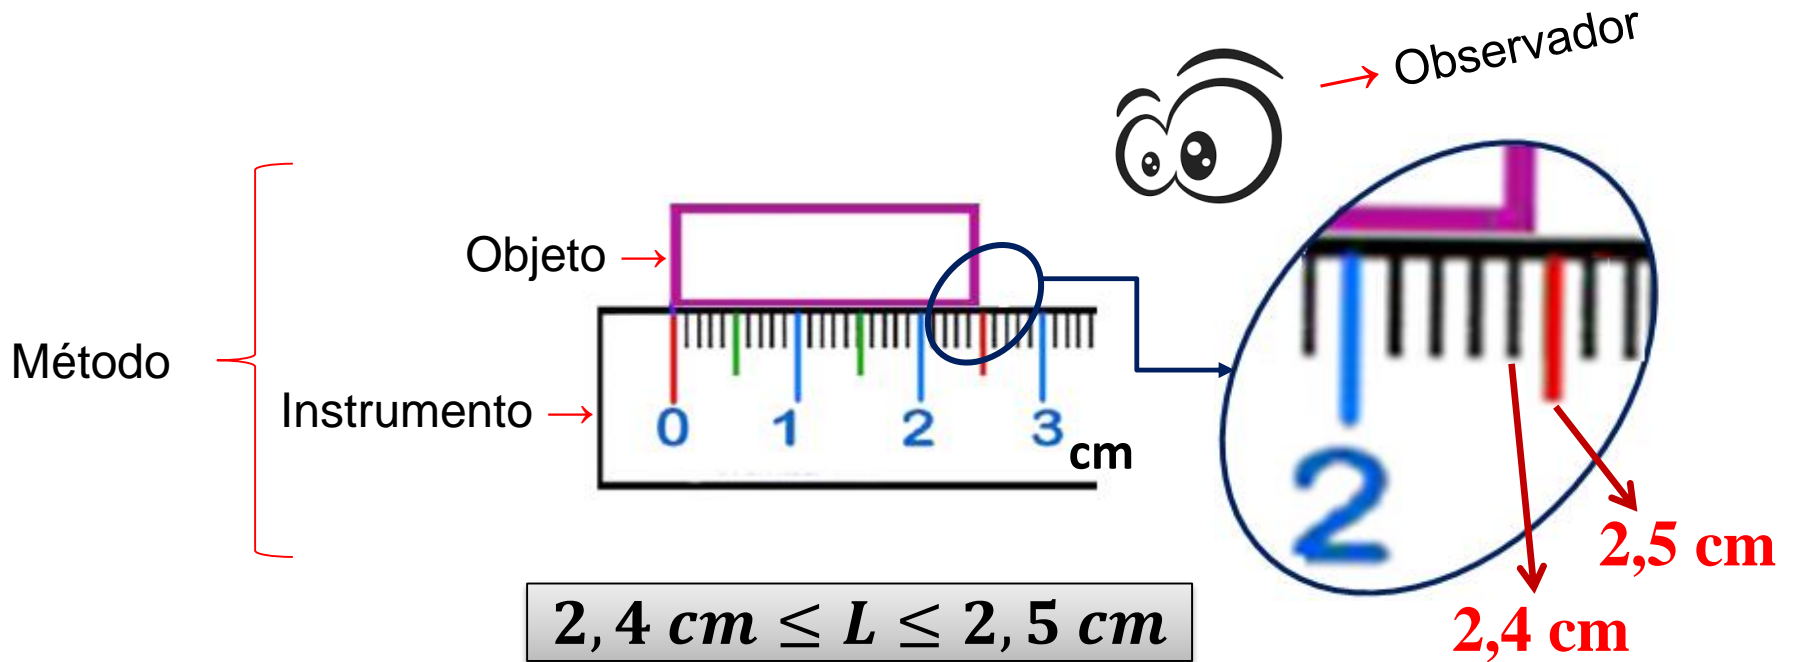 Observador
Objeto
Método
Instrumento
0 1 2 3 cm
2
2,5 cm
2,4 cm
2,4 cm ≤ L ≤ 2,5 cm